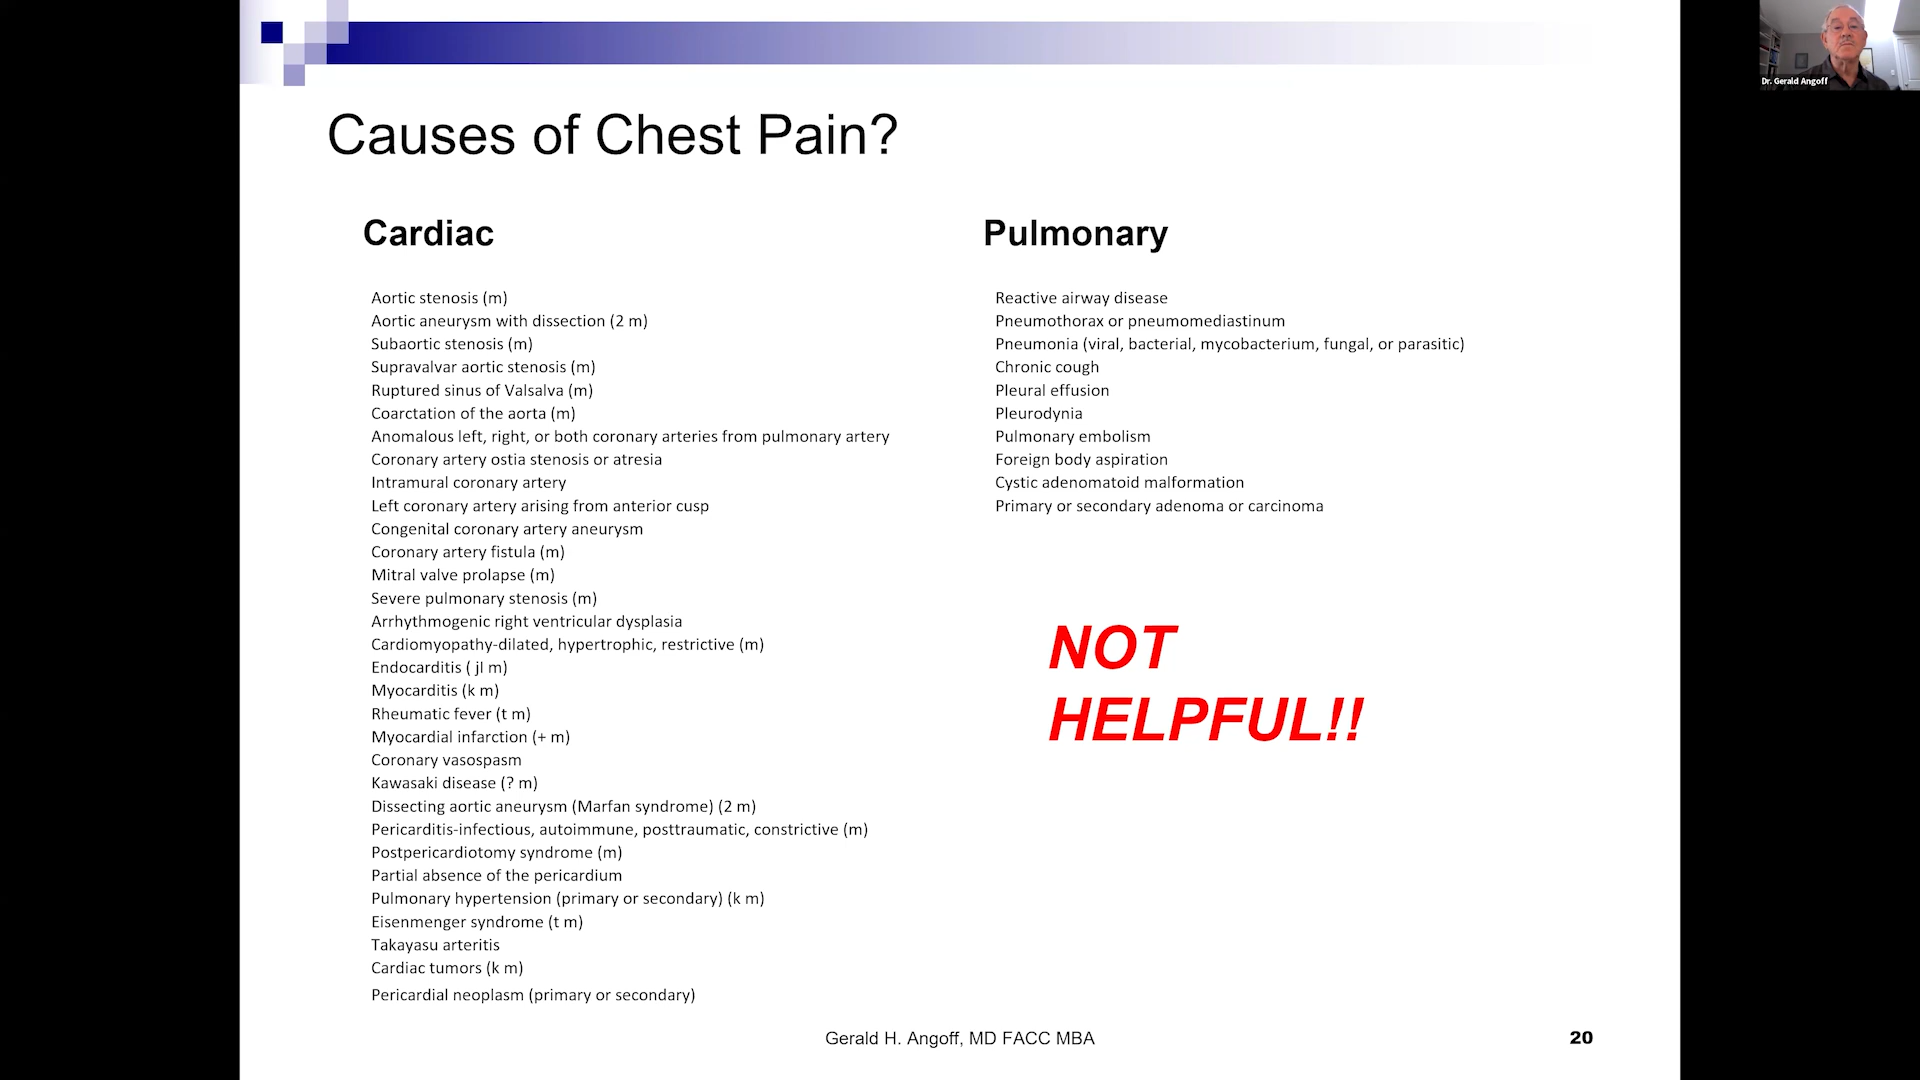 Causes of Chest Pain?
Cardiac
Aortic stenosis (m)
Aortic aneurysm with dissection (2 m)
Subaortic stenosis (m)
Supravalvar aortic stenosis (m)
Ruptured sinus of Valsalva (m)
Coarctation of the aorta (m)
Anomalous left, right, or both coronary arteries from pulmonary artery
Coronary artery ostia stenosis or atresia
Intramural coronary artery
Left coronary artery arising from anterior cusp
Congenital coronary artery aneurysm
Coronary artery fistula (m)
Mitral valve prolapse (m)
Severe pulmonary stenosis (m)
Arrhythmogenic right ventricular dysplasia
Cardiomyopathy-dilated, hypertrophic, restrictive (m)
Endocarditis ( jl m)
Myocarditis (k m)
Rheumatic fever (t m)
Myocardial infarction (+ m)
Coronary vasospasm
Kawasaki disease (? m)
Dissecting aortic aneurysm (Marfan syndrome) (2 m)
Pericarditis-infectious, autoimmune, posttraumatic, constrictive (m)
Postpericardiotomy syndrome (m)
Partial absence of the pericardium
Pulmonary hypertension (primary or secondary) (k m)
Eisenmenger syndrome (t m)
Takayasu arteritis
Cardiac tumors (k m)
Pericardial neoplasm (primary or secondary)
Pulmonary
Reactive airway disease
Pneumothorax or pneumomediastinum
Pneumonia (viral, bacterial, mycobacterium, fungal, or parasitic)
Chronic cough
Pleural effusion
Pleurodynia
Pulmonary embolism
Foreign body aspiration
Cystic adenomatoid malformation
Primary or secondary adenoma or carcinoma
NOT
HELPFUL!!
Gerald H. Angoff, MD FACC MBA
20
Dr. Gerald Angoff